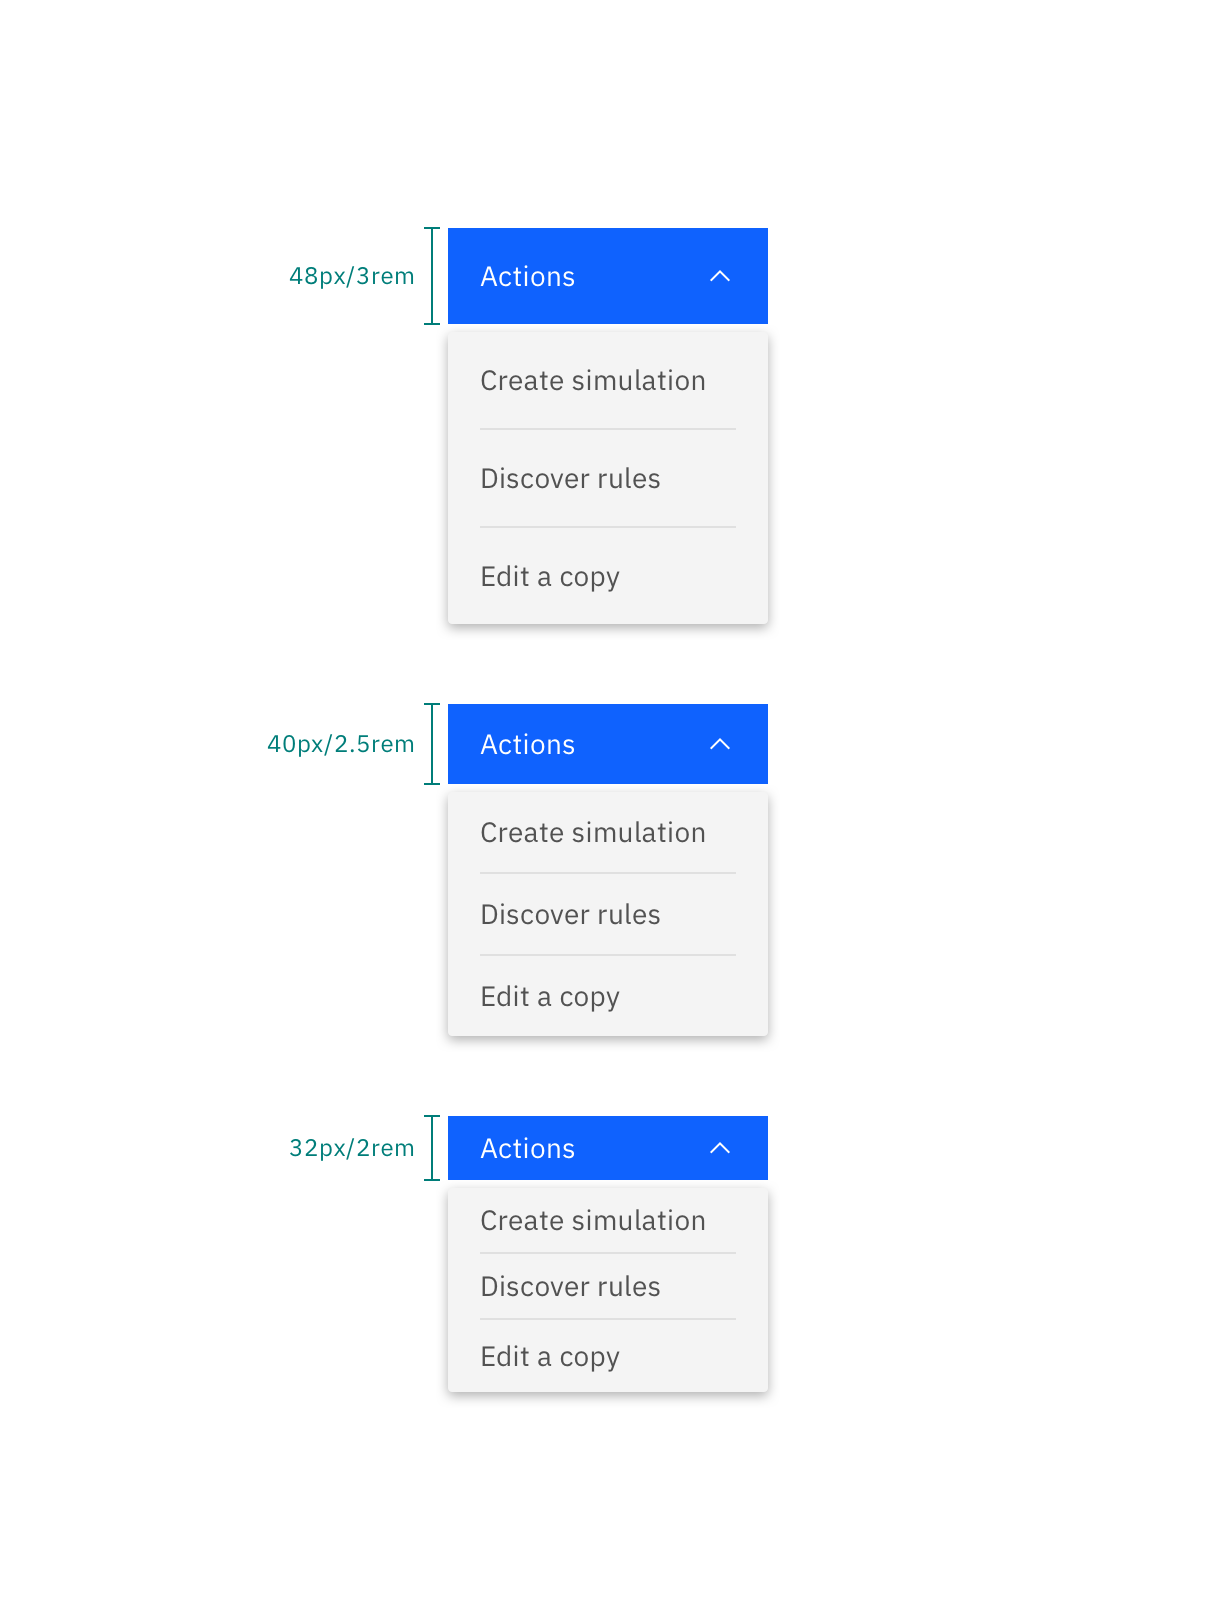 48px/3rem
Actions
Create simulation
Discover rules
Edit a copy
40px/2.5rem
Actions
Create simulation
Discover rules
Edit a copy
32px/2rem
Actions
Create simulation
Discover rules
Edit a copy